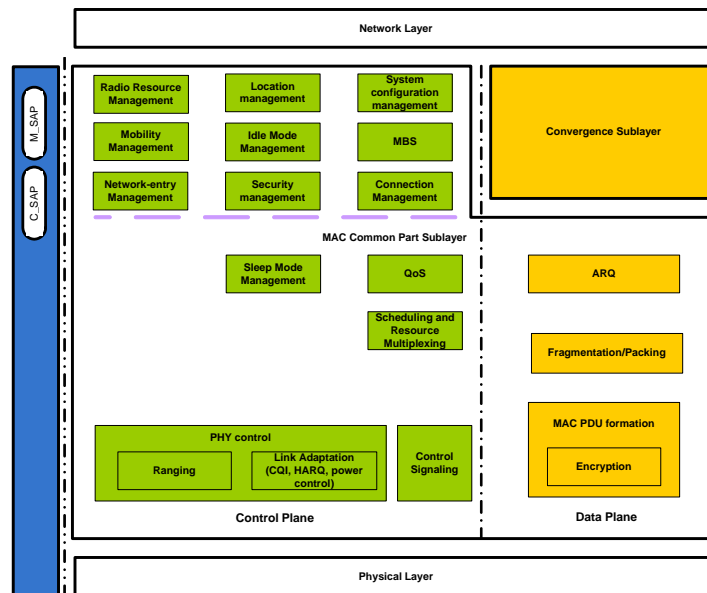 Network Layer
M_SAP
C_SAP
Radio Resource
Management
Location
management
System
configuration
management
Convergence Sublayer
Mobility
Management
Idle Mode
Management
MBS
Network-entry
Management
Security
management
Connection
Management
MAC Common Part Sublayer
Sleep Mode
Management
QoS
ARQ
Scheduling and
Resource
Multiplexing
Fragmentation/Packing
PHY control
Ranging
Link Adaptation
(CQI, HARQ, power
control)
Control
Signaling
MAC PDU formation
Encryption
Control Plane
Data Plane
Physical Layer